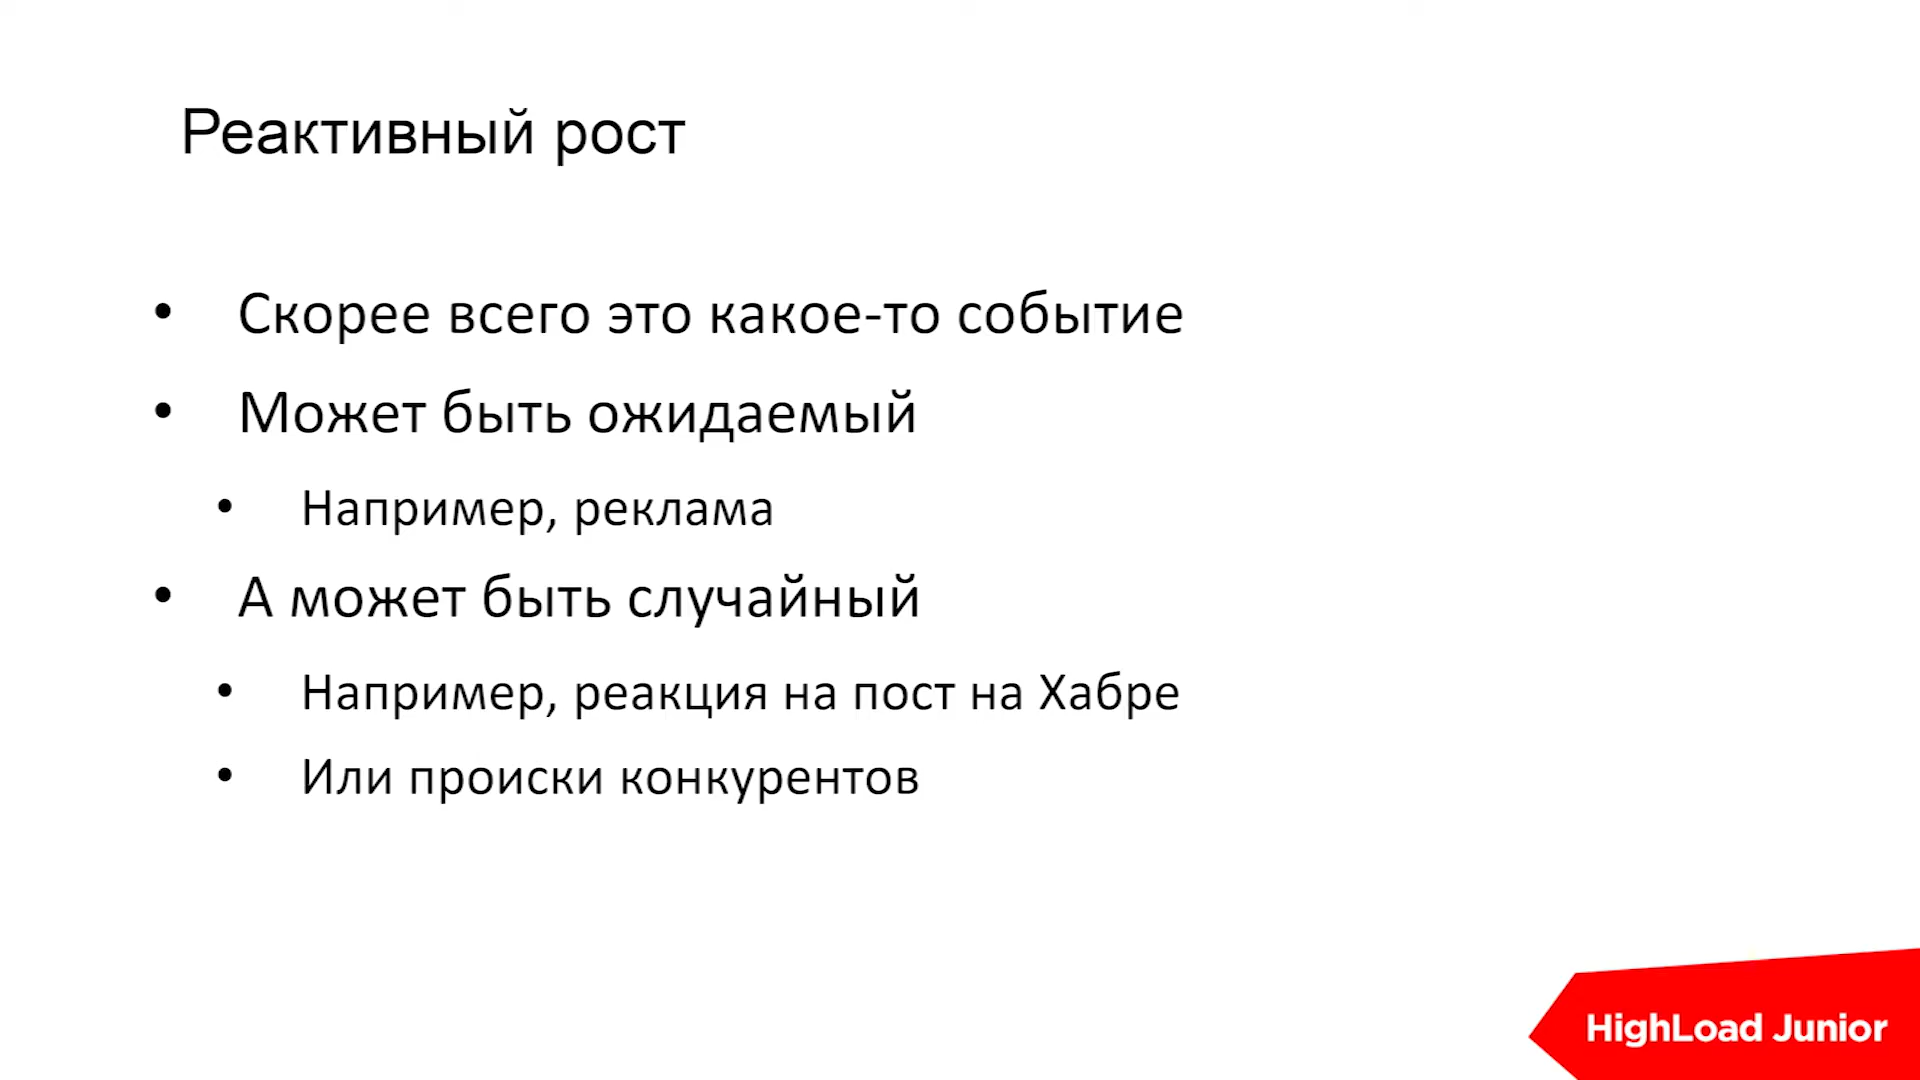 Реактивный рост
• Скорее всего это какое-то событие
• Может быть ожидаемый
• Например, реклама
• А может быть случайный
• Например, реакция на пост на Хабре
• Или происки конкурентов
HighLoad Junior